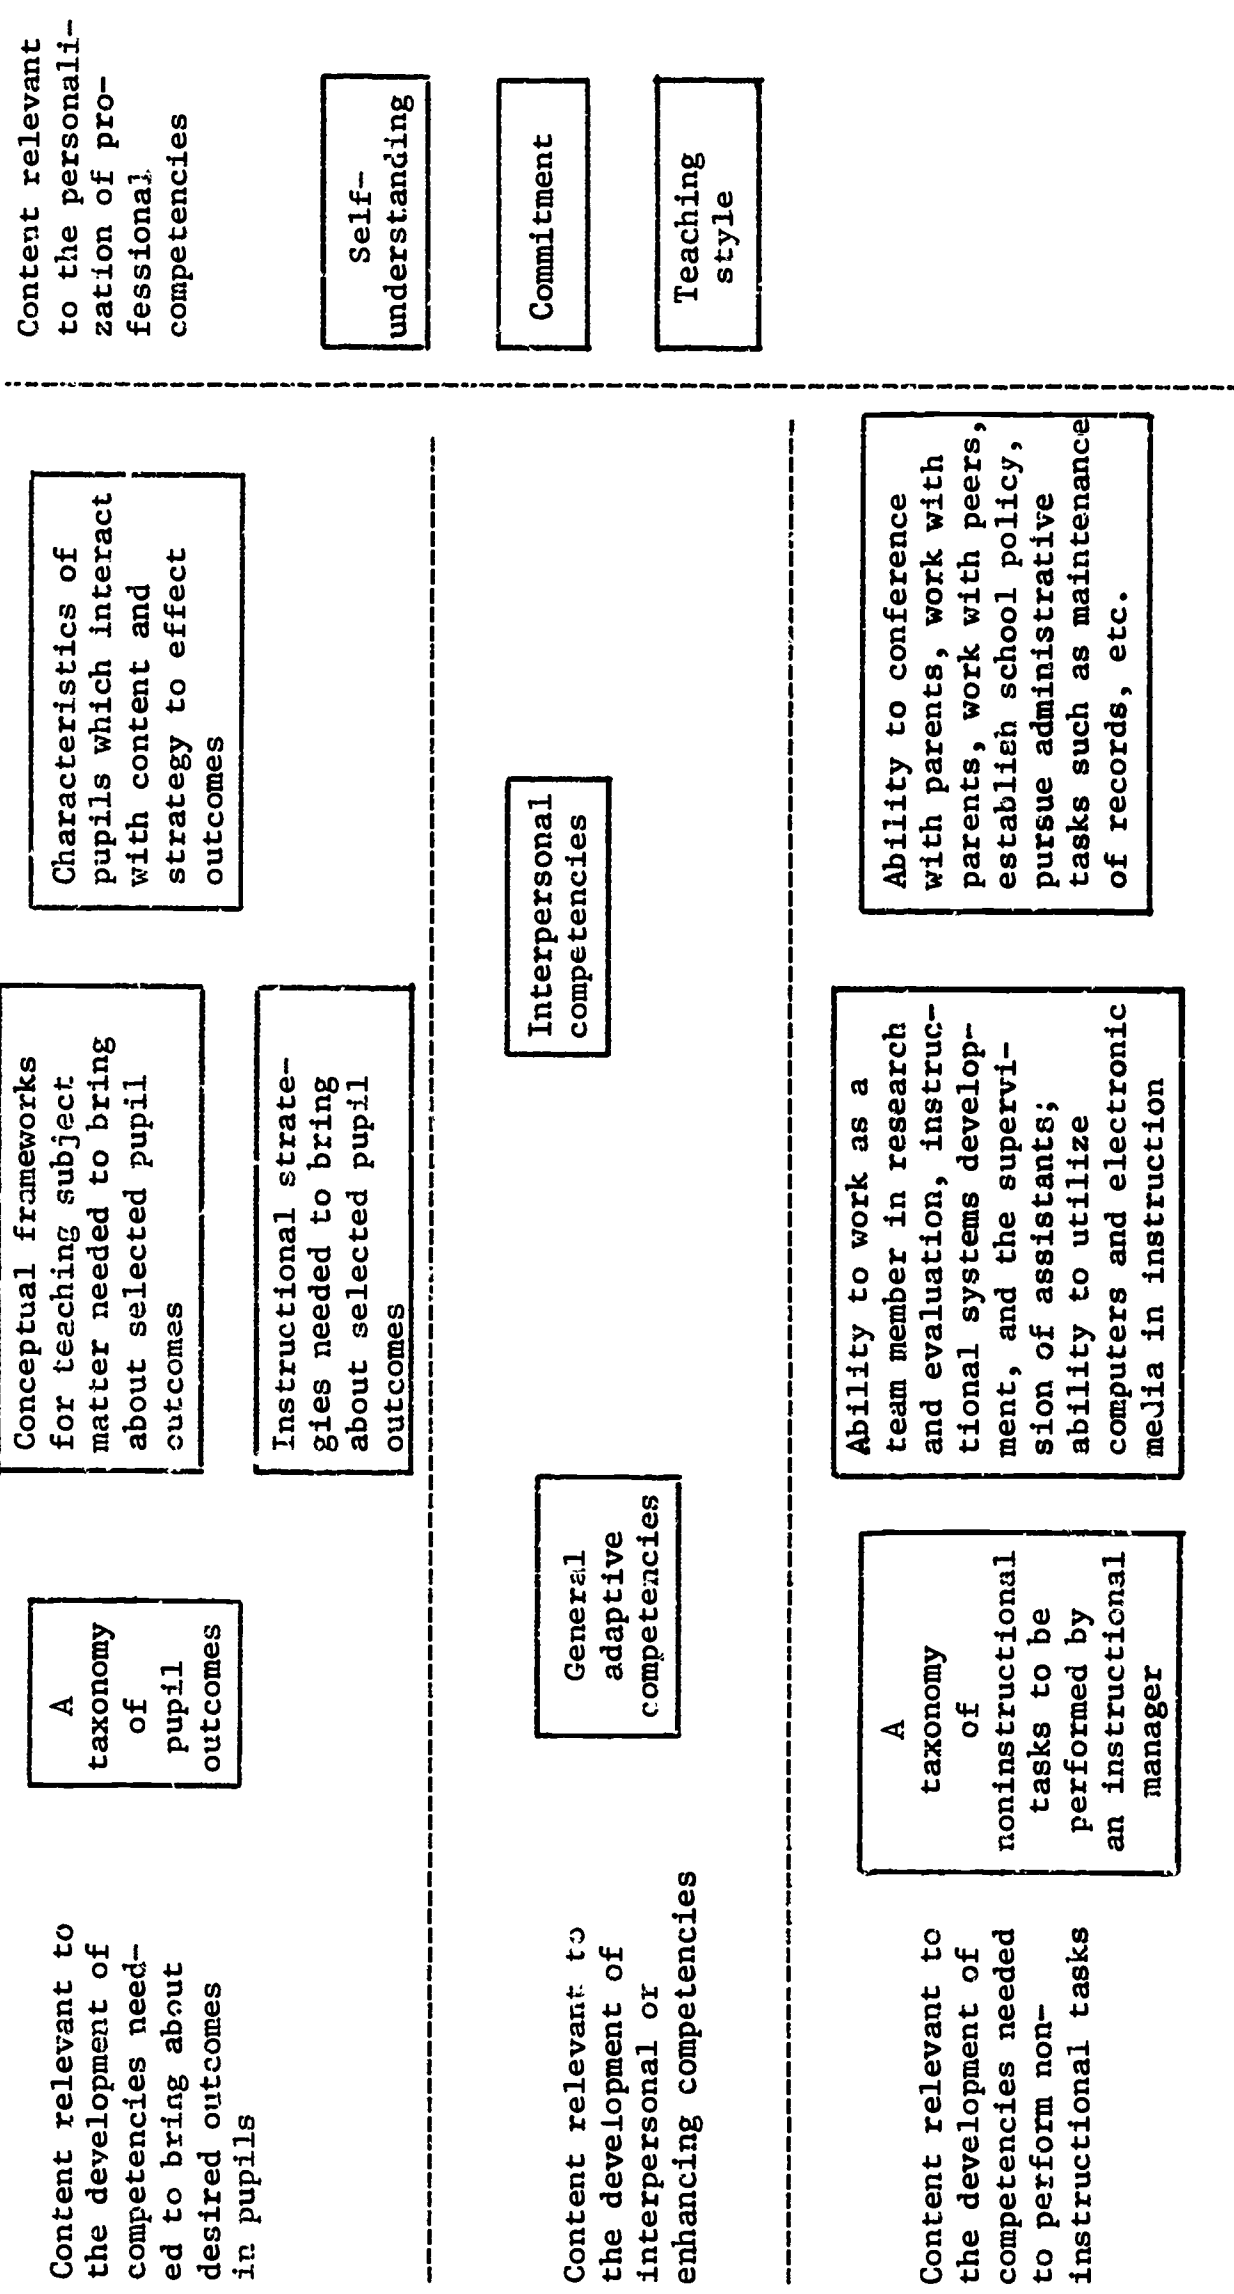 Content relevant to
the development of
competencies need-
ed to bring about
desired outcomes
in pupils
A
taxonomy
of
pupil
outcomes
Conceptual frameworks
for teaching subject
matter needed to bring
about selected pupil
outcomes
Instructional strate-
gies needed to bring
about selected pupil
outcomes
Characteristics of
pupils which interact
with content and
strategy to effect
outcomes
Content relevant
to the personali-
zation of pro-
fessional
competencies
Self-
understanding
Commitment
Teaching
style
Content relevant to
the development of
interpersonal or
enhancing competencies
General
adaptive
competencies
Interpersonal
competencies
Content relevant to
the development of
competencies needed
to perform non-
instructional tasks
A
taxonomy
of
noninstructional
tasks to be
performed by
an instructional
manager
Ability to work as a
team member in research
and evaluation, instruc-
tional systems develop-
ment, and the supervi-
sion of assistants;
ability to utilize
computers and electronic
media in instruction
Ability to conference
with parents, work with
parents, work with peers,
establish school policy,
pursue administrative
tasks such as maintenance
of records, etc.